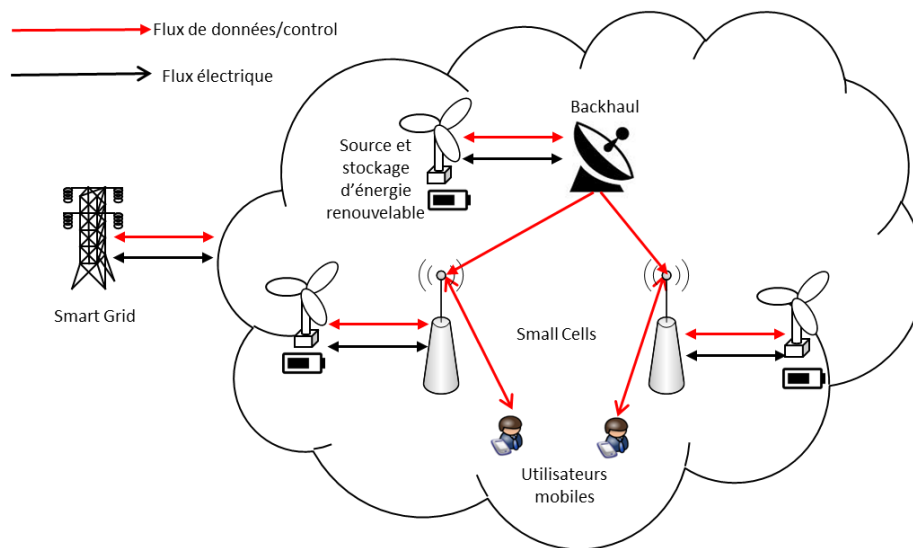 Flux de données/control
Flux électrique
Backhaul
Source et
stockage
d'énergie
renouvelable
Smart Grid
Small Cells
Utilisateurs
mobiles